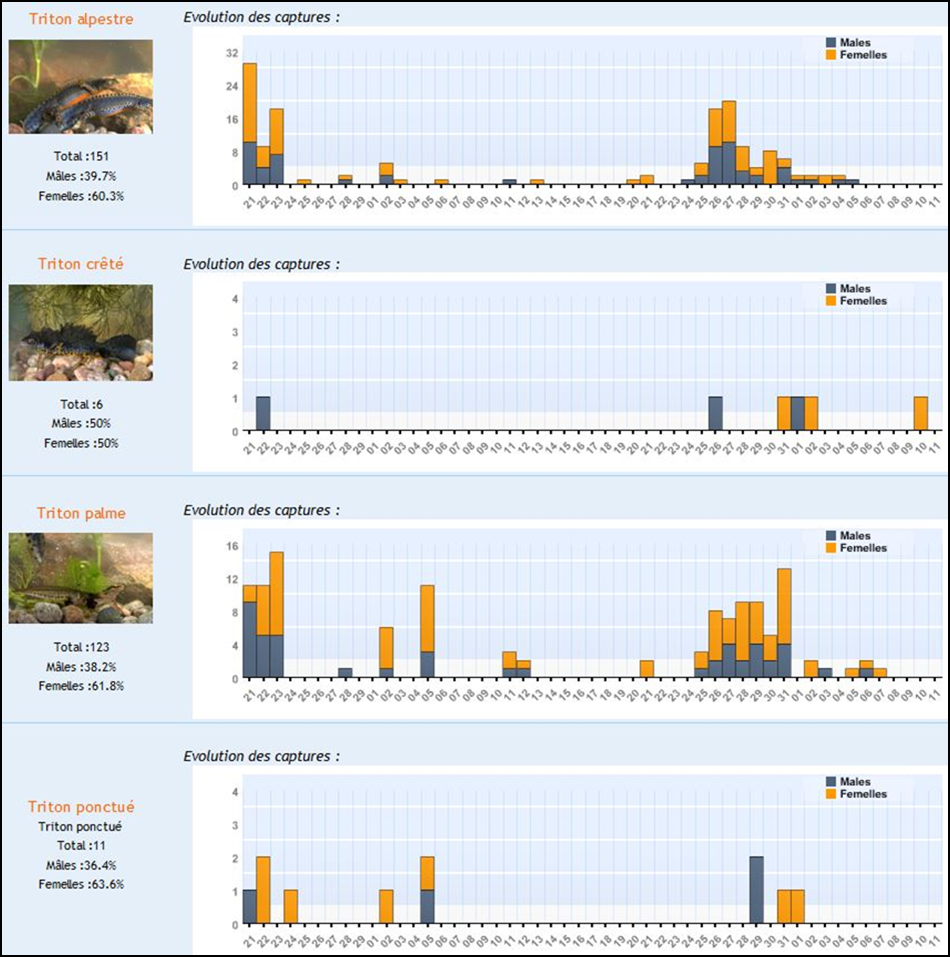 Triton alpestre
Evolution des captures :
Males
Femelles
32
24
16
8
0
21 22 23 24 25 26 27 28 29 01 02 03 04 05 06 07 08 09 10 11 12 13 14 15 16 17 18 19 20 21 22 23 24 25 26 27 28 29 30 31 01 02 03 04 05 06 07 08 09 10 11
Total :151
Mâles :39.7%
Femelles :60.3%
Triton crêté
Evolution des captures :
Males
Femelles
4
3
2
1
0
21 22 23 24 25 26 27 28 29 01 02 03 04 05 06 07 08 09 10 11 12 13 14 15 16 17 18 19 20 21 22 23 24 25 26 27 28 29 30 31 01 02 03 04 05 06 07 08 09 10 11
Total :6
Mâles :50%
Femelles :50%
Triton palme
Evolution des captures :
Males
Femelles
16
12
8
4
0
21 22 23 24 25 26 27 28 29 01 02 03 04 05 06 07 08 09 10 11 12 13 14 15 16 17 18 19 20 21 22 23 24 25 26 27 28 29 30 31 01 02 03 04 05 06 07 08 09 10 11
Total :123
Mâles :38.2%
Femelles :61.8%
Evolution des captures :
Triton ponctué
Triton ponctué
Total :11
Mâles :36.4%
Femelles :63.6%
Males
Femelles
4
3
2
1
0
21 22 23 24 25 26 27 28 29 01 02 03 04 05 06 07 08 09 10 11 12 13 14 15 16 17 18 19 20 21 22 23 24 25 26 27 28 29 30 31 01 02 03 04 05 06 07 08 09 10 11